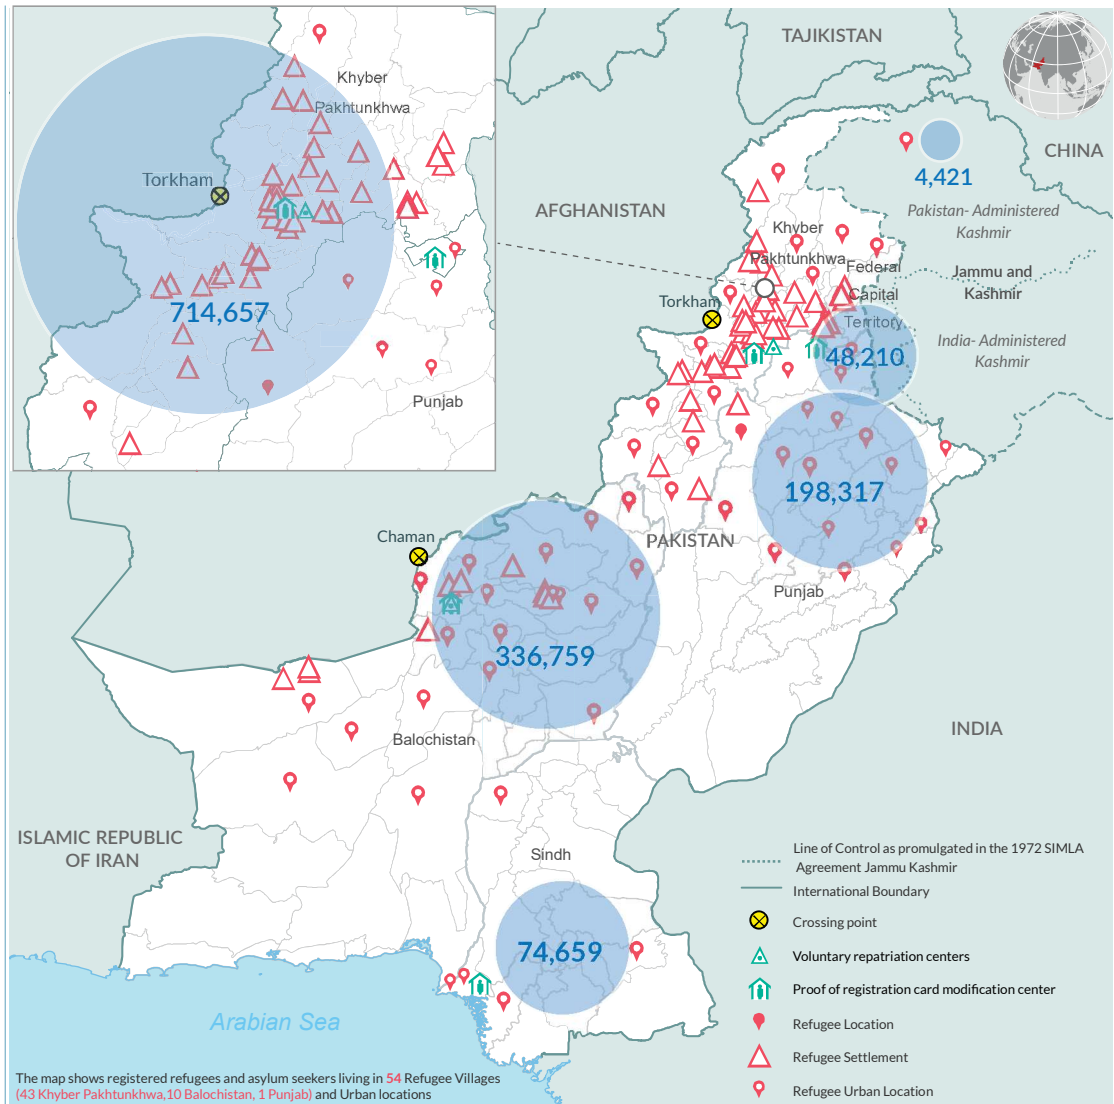 TAJIKISTAN
CHINA
4,421
Pakistan- Administered
Kashmir
AFGHANISTAN
Khyber
Pakhtunkhwa
Torkham
714,657
Punjab
Khyber
Pakhtunkhwa
Federal
Capital
Territory
Jammu and
Kashmir
Torkham
48,210
India- Administered
Kashmir
198,317
Chaman
PAKISTAN
Punjab
336,759
Balochistan
INDIA
ISLAMIC REPUBLIC
OF IRAN
Sindh
74,659
Arabian Sea
Line of Control as promulgated in the 1972 SIMLA
Agreement Jammu Kashmir
International Boundary
Crossing point
Voluntary repatriation centers
Proof of registration card modification center
Refugee Location
Refugee Settlement
Refugee Urban Location
The map shows registered refugees and asylum seekers living in 54 Refugee Villages
(43 Khyber Pakhtunkhwa,10 Balochistan, 1 Punjab) and Urban locations